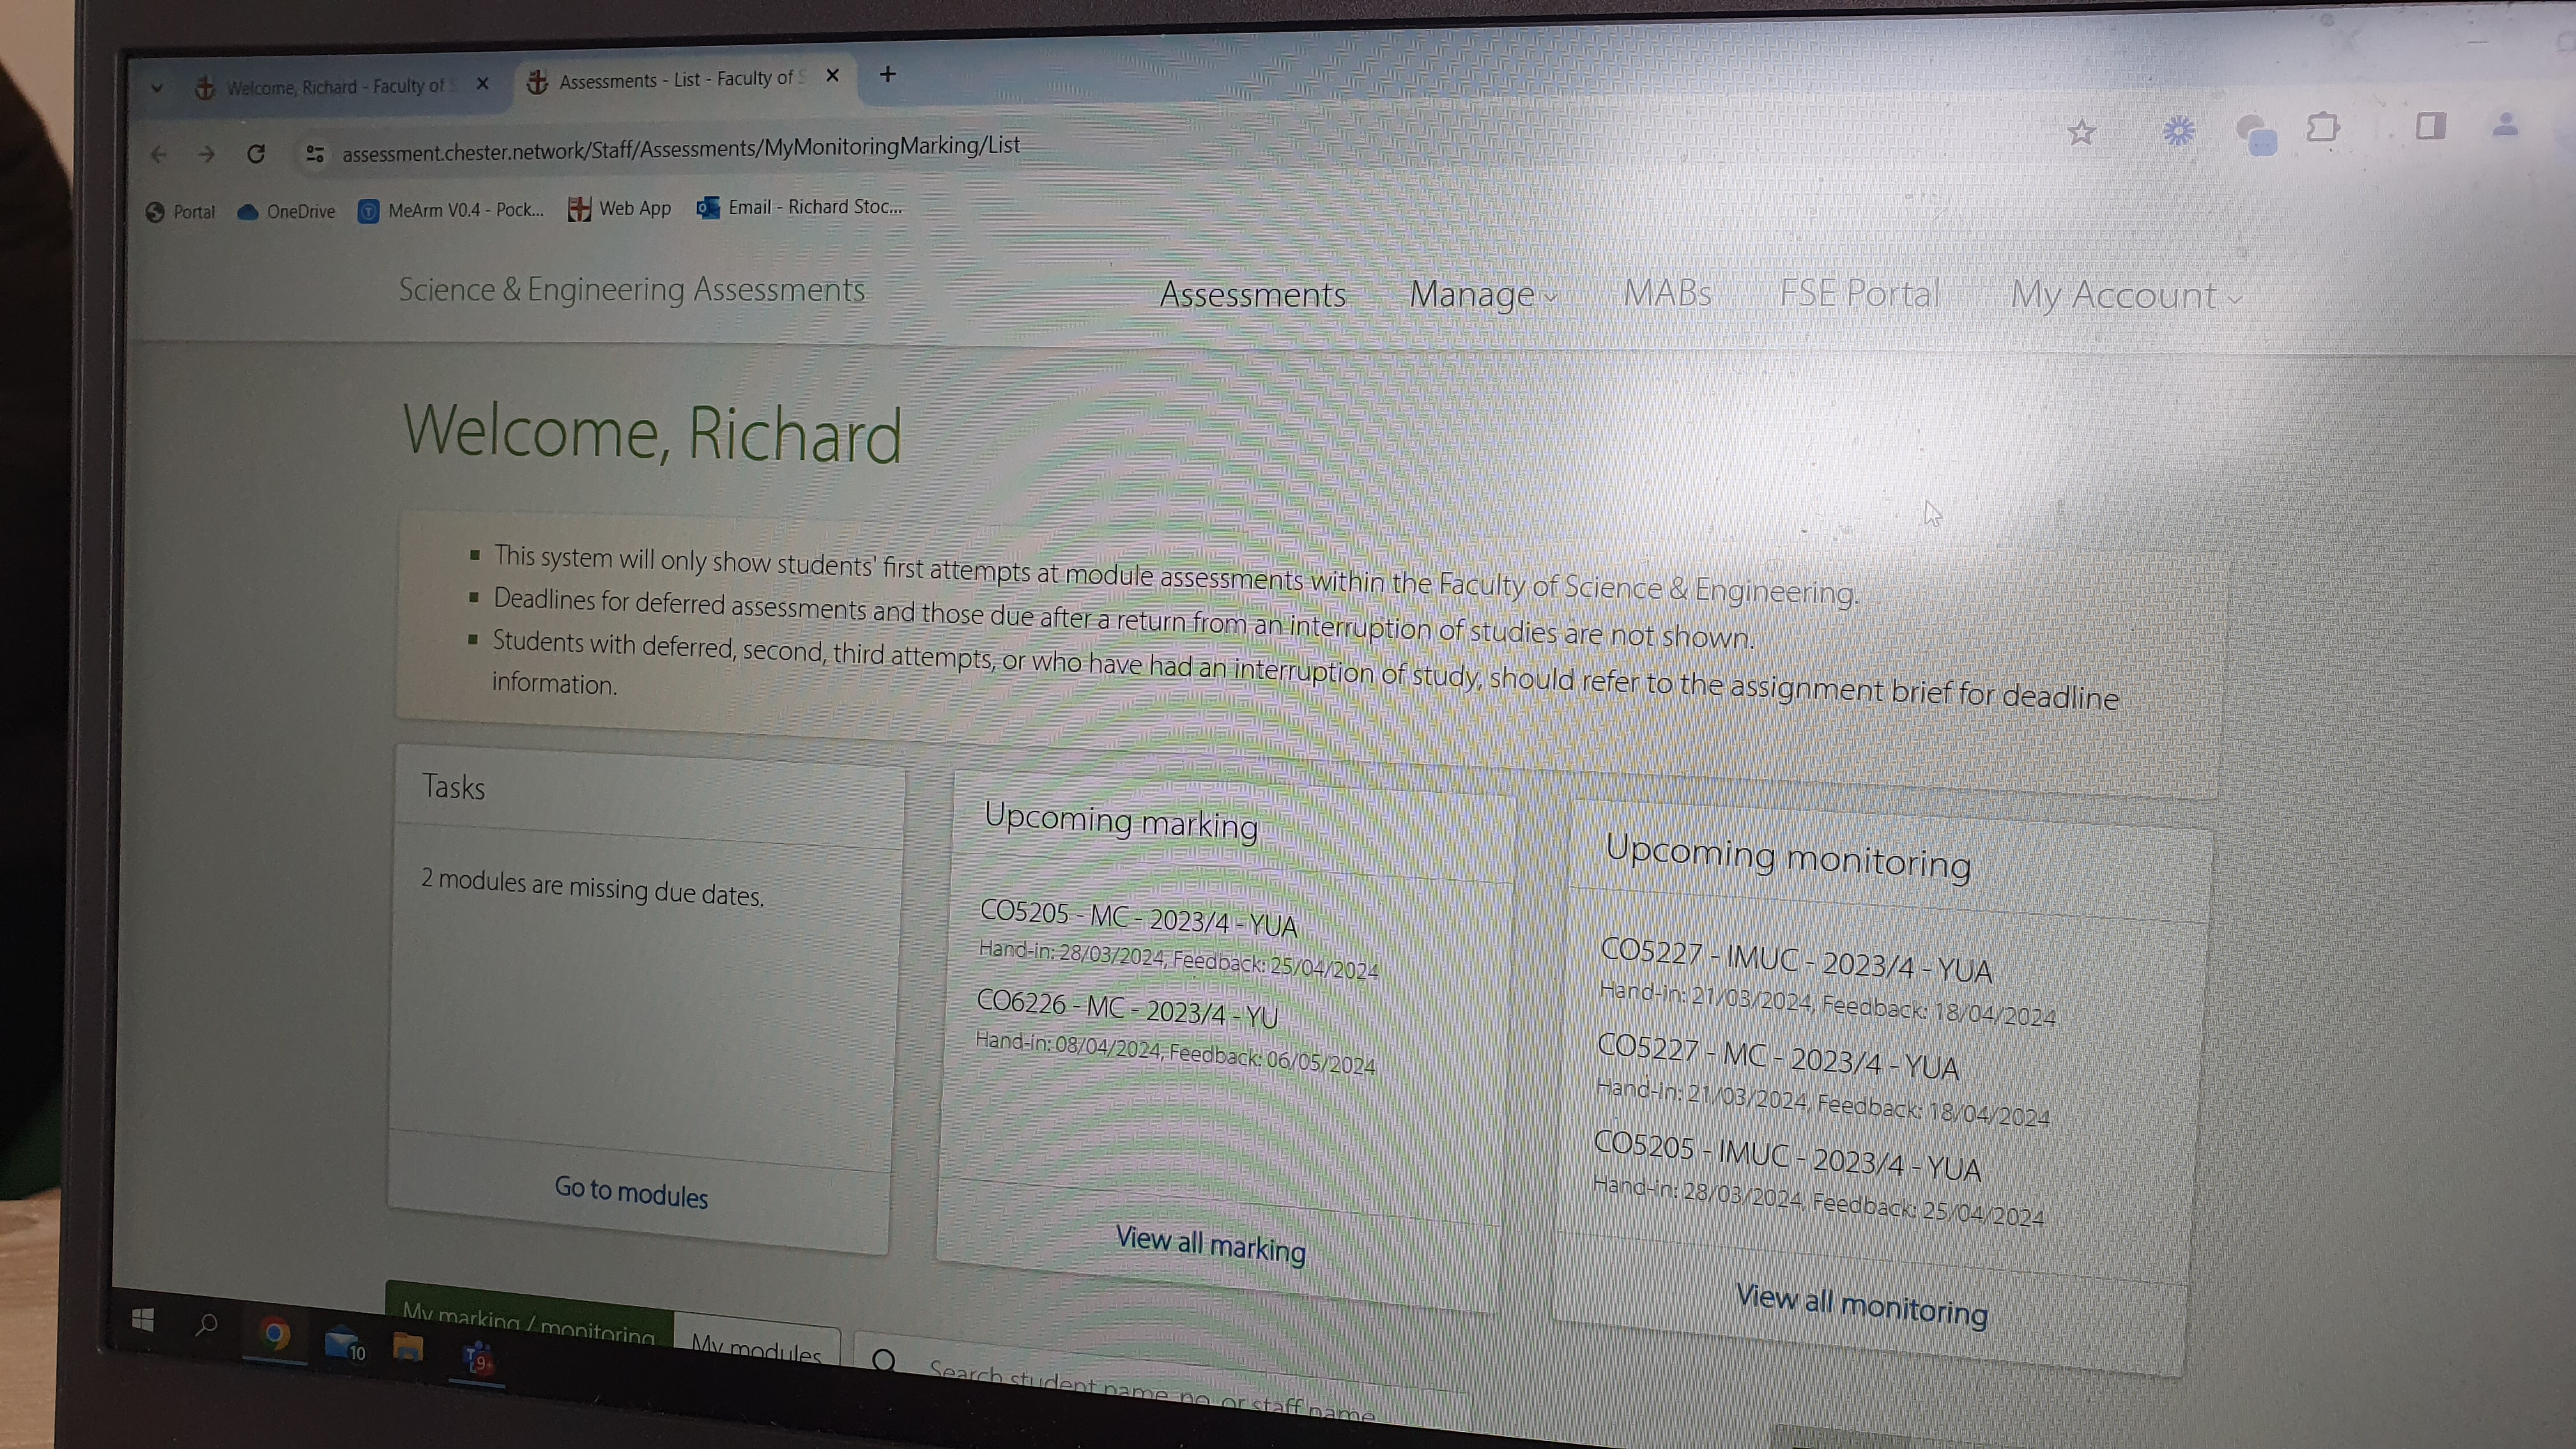 Welcome, Richard - Faculty of S
Assessments - List - Faculty of S
assessment.chester.network/Staff/Assessments/MyMonitoringMarking/List
Portal
OneDrive
MeArm V0.4 - Pock...
Web App
Email - Richard Stoc...
Science & Engineering Assessments
Assessments
Manage
MABs
FSE Portal
My Account
Welcome, Richard
This system will only show students' first attempts at module assessments within the Faculty of Science & Engineering.
Deadlines for deferred assessments and those due after a return from an interruption of studies are not shown.
Students with deferred, second, third attempts, or who have had an interruption of study, should refer to the assignment brief for deadline
information.
Tasks
2 modules are missing due dates.
Go to modules
Upcoming marking
CO5205 - MC - 2023/4 - YUA
Hand-in: 28/03/2024, Feedback: 25/04/2024
CO6226 - MC - 2023/4 - YU
Hand-in: 08/04/2024, Feedback: 06/05/2024
View all marking
Upcoming monitoring
CO5227 - IMUC - 2023/4 - YUA
Hand-in: 21/03/2024, Feedback: 18/04/2024
CO5227 - MC - 2023/4 - YUA
Hand-in: 21/03/2024, Feedback: 18/04/2024
CO5205 - IMUC - 2023/4 - YUA
Hand-in: 28/03/2024, Feedback: 25/04/2024
View all monitoring
My marking / monitoring
My modules
Search student name, no, or staff name
10
9+